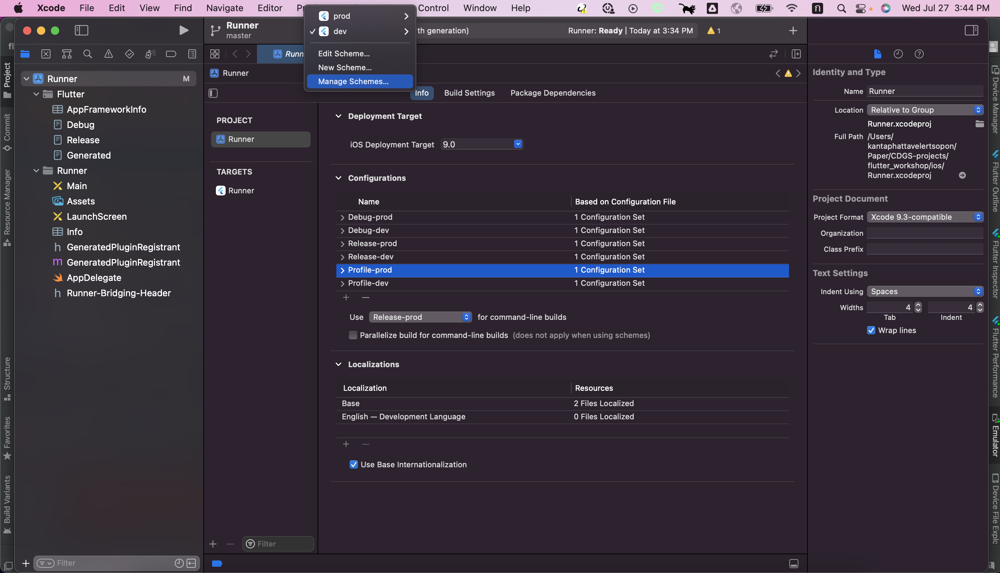 Xcode File Edit View Find Navigate Editor Control Window Help Wed Jul 27 3:44 PM
prod
dev
Edit Scheme...
New Scheme...
Manage Schemes...
Runner
master
th generation)
Runner: Ready | Today at 3:34 PM
1
Project
Commit
Resource Manager
Structure
Favorites
Build Variants
Runner M
Flutter
AppFrameworkInfo
Debug
Release
Generated
Runner
Main
Assets
LaunchScreen
Info
GeneratedPluginRegistrant
GeneratedPluginRegistrant
AppDelegate
Runner-Bridging-Header
Filter
Runner
Info Build Settings Package Dependencies
PROJECT
Runner
TARGETS
Runner
Filter
Deployment Target
iOS Deployment Target 9.0
Configurations
Name Based on Configuration File
Debug-prod 1 Configuration Set
Debug-dev 1 Configuration Set
Release-prod 1 Configuration Set
Release-dev 1 Configuration Set
Profile-prod 1 Configuration Set
Profile-dev 1 Configuration Set
Use Release-prod for command-line builds
Parallelize build for command-line builds (does not apply when using schemes)
Localizations
Localization Resources
Base 2 Files Localized
English — Development Language 0 Files Localized
Use Base Internationalization
Identity and Type
Name Runner
Location Relative to Group
Runner.xcodeproj
Full Path /Users/
kantaphattavelertsopon/
Paper/CDGS-projects/
flutter_workshop/ios/
Runner.xcodeproj
Project Document
Project Format Xcode 9.3-compatible
Organization
Class Prefix
Text Settings
Indent Using Spaces
Widths 4 4
Tab Indent
Wrap lines
Device Manager
Flutter Outline
Flutter Inspector
Flutter Performance
Emulator
Device File Explo